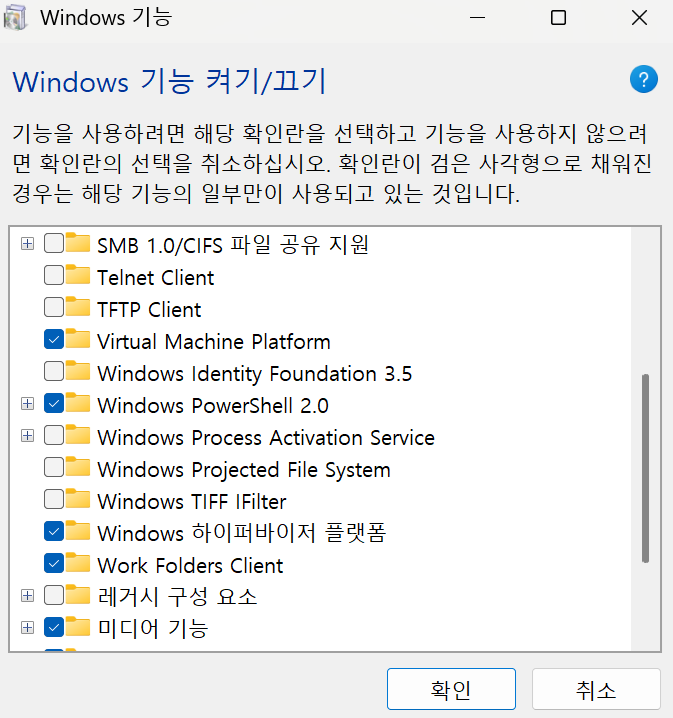 Windows 기능
Windows 기능 켜기/끄기
?
기능을 사용하려면 해당 확인란을 선택하고 기능을 사용하지 않으려
면 확인란의 선택을 취소하십시오. 확인란이 검은 사각형으로 채워진
경우는 해당 기능의 일부만이 사용되고 있는 것입니다.
SMB 1.0/CIFS 파일 공유 지원
Telnet Client
TFTP Client
Virtual Machine Platform
Windows Identity Foundation 3.5
Windows PowerShell 2.0
Windows Process Activation Service
Windows Projected File System
Windows TIFF IFilter
Windows 하이퍼바이저 플랫폼
Work Folders Client
레거시 구성 요소
미디어 기능
확인
취소